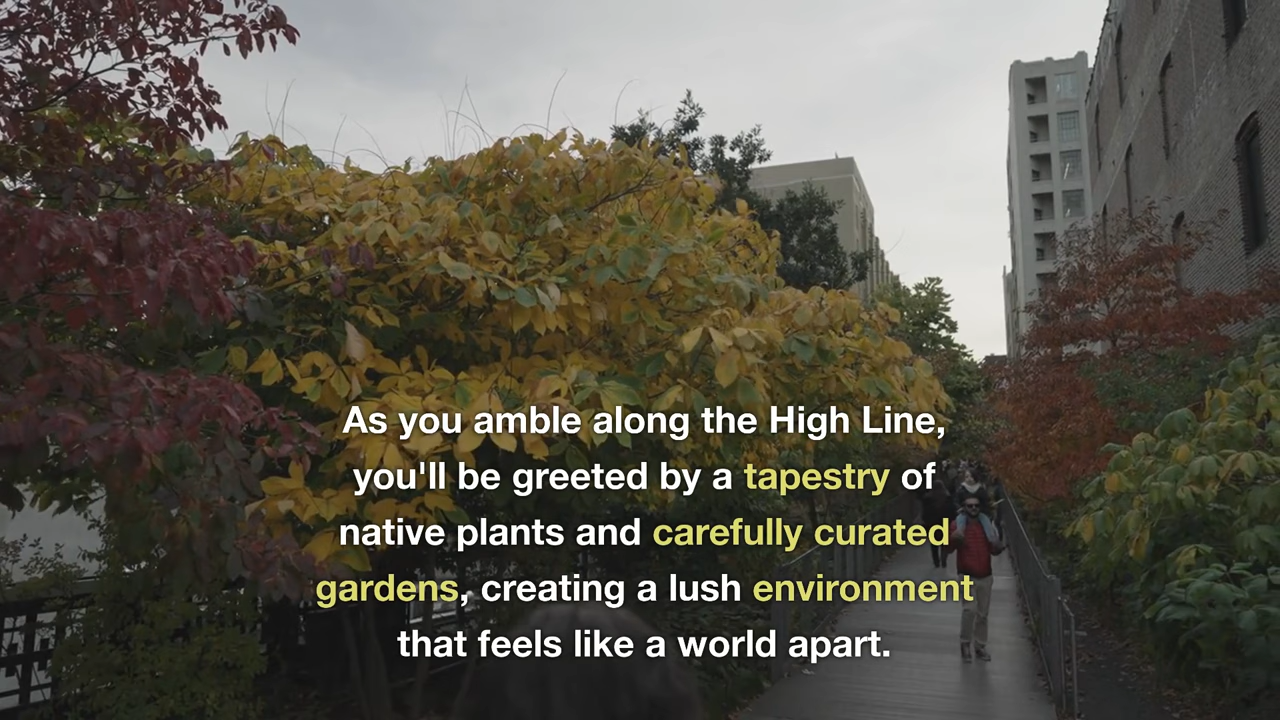 As you amble along the High Line,
you'll be greeted by a tapestry of
native plants and carefully curated
gardens, creating a lush environment
that feels like a world apart.